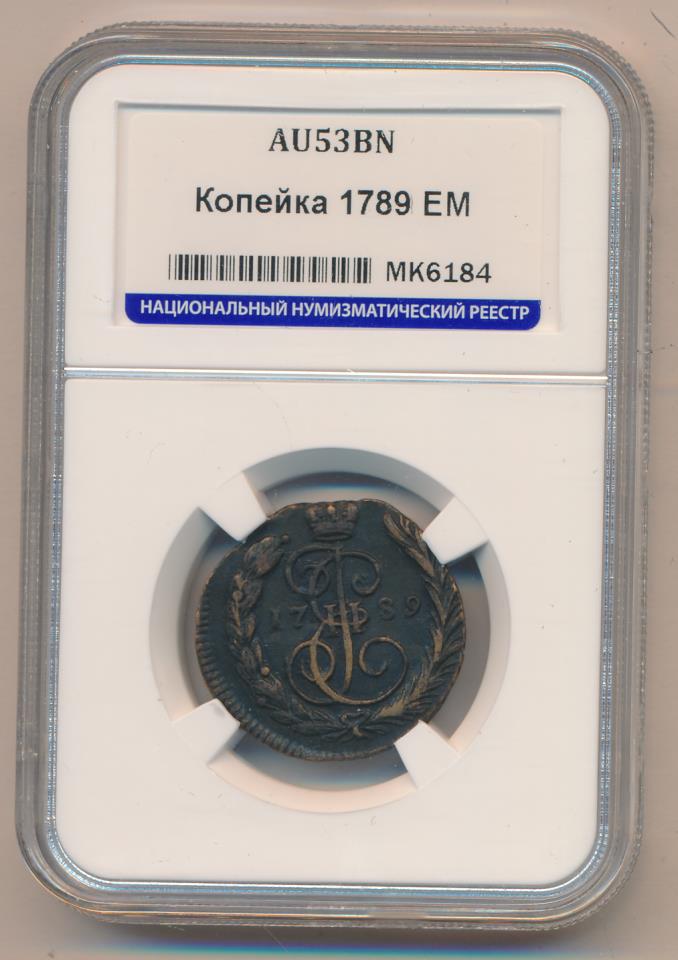 AU53BN
Копейка 1789 ЕМ
MK6184
НАЦИОНАЛЬНЫЙ НУМИЗМАТИЧЕСКИЙ РЕЕСТР
1789